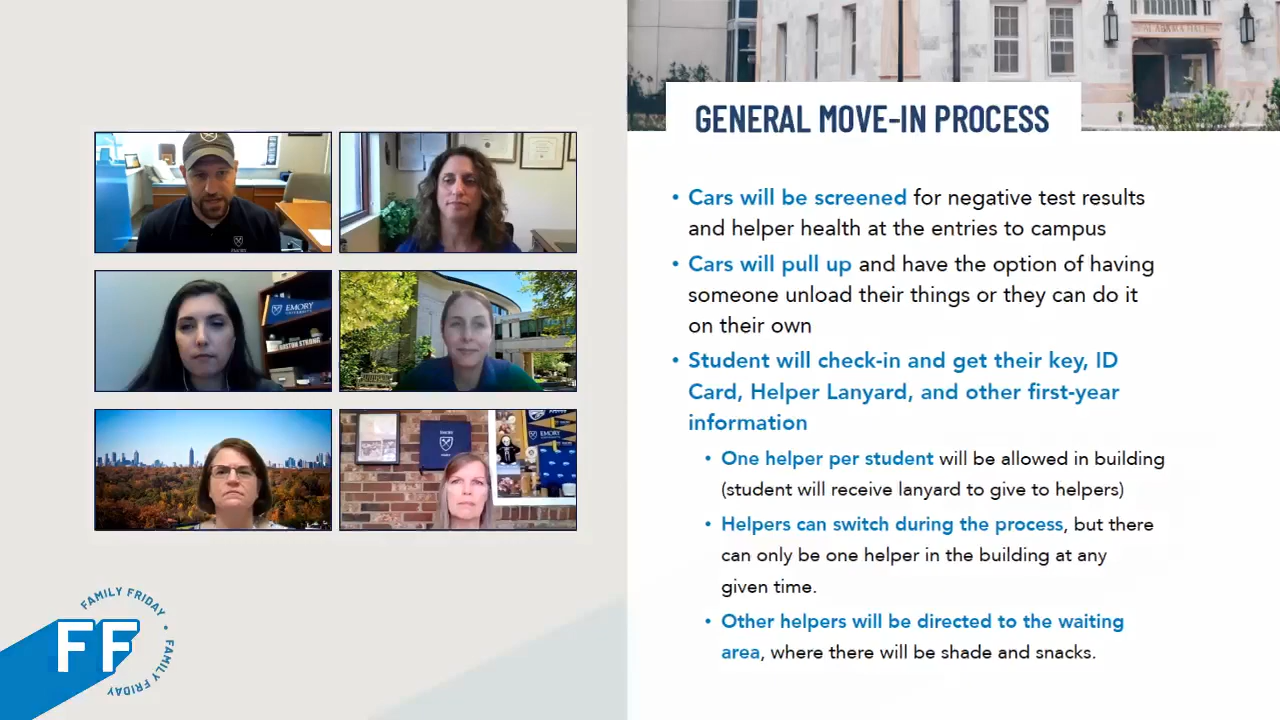 ALABAMA HALL
GENERAL MOVE-IN PROCESS
• Cars will be screened for negative test results
and helper health at the entries to campus
• Cars will pull up and have the option of having
someone unload their things or they can do it
on their own
• Student will check-in and get their key, ID
Card, Helper Lanyard, and other first-year
information
• One helper per student will be allowed in building
(student will receive lanyard to give to helpers)
• Helpers can switch during the process, but there
can only be one helper in the building at any
given time.
• Other helpers will be directed to the waiting
area, where there will be shade and snacks.
EMORY
EMORY
UNIVERSITY
EMORY
EMORY
FAMILY FRIDAY • FAMILY FRIDAY
FF